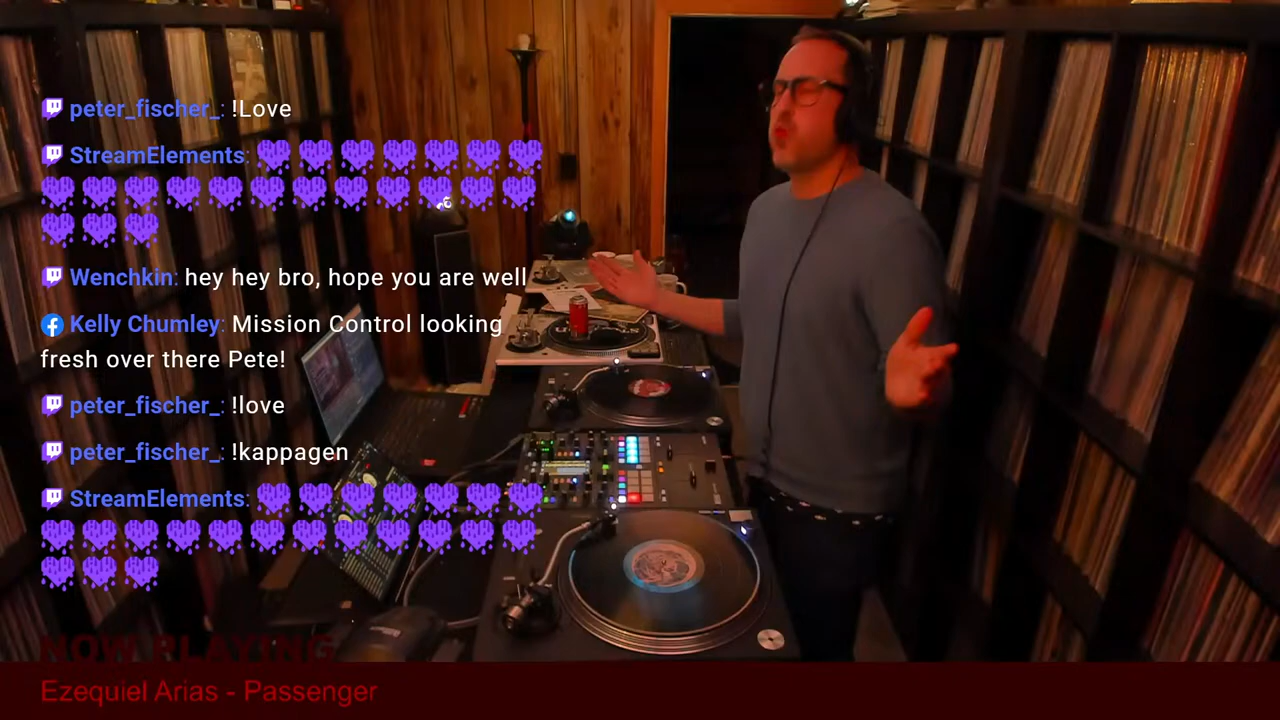 peter_fischer_: !Love
StreamElements:
Wenchkin: hey hey bro, hope you are well
Kelly Chumley: Mission Control looking
fresh over there Pete!
peter_fischer_: !love
peter_fischer_: !kappagen
StreamElements:
NOW PLAYING
Ezequiel Arias - Passenger